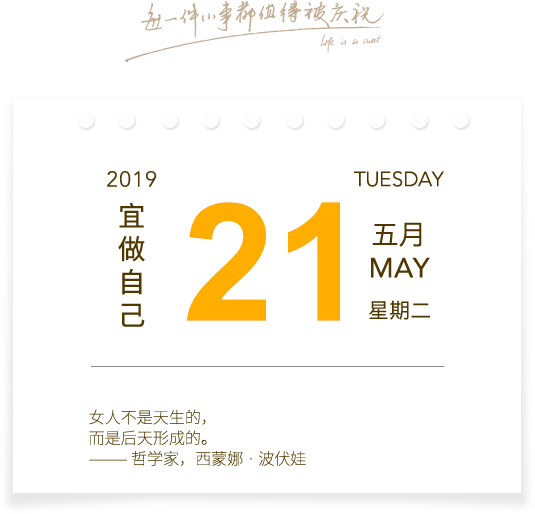 每一件小事都值得被庆祝
Life is so sweet
2019
TUESDAY
宜做自己
21
五月
MAY
星期二
女人不是天生的，
而是后天形成的。
—— 哲学家，西蒙娜 · 波伏娃